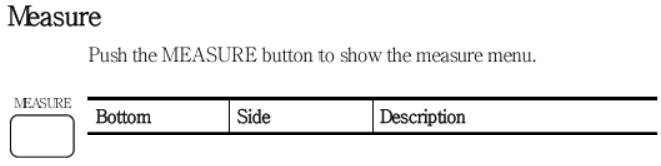 Measure
Push the MEASURE button to show the measure menu.
MEASURE
Bottom Side Description